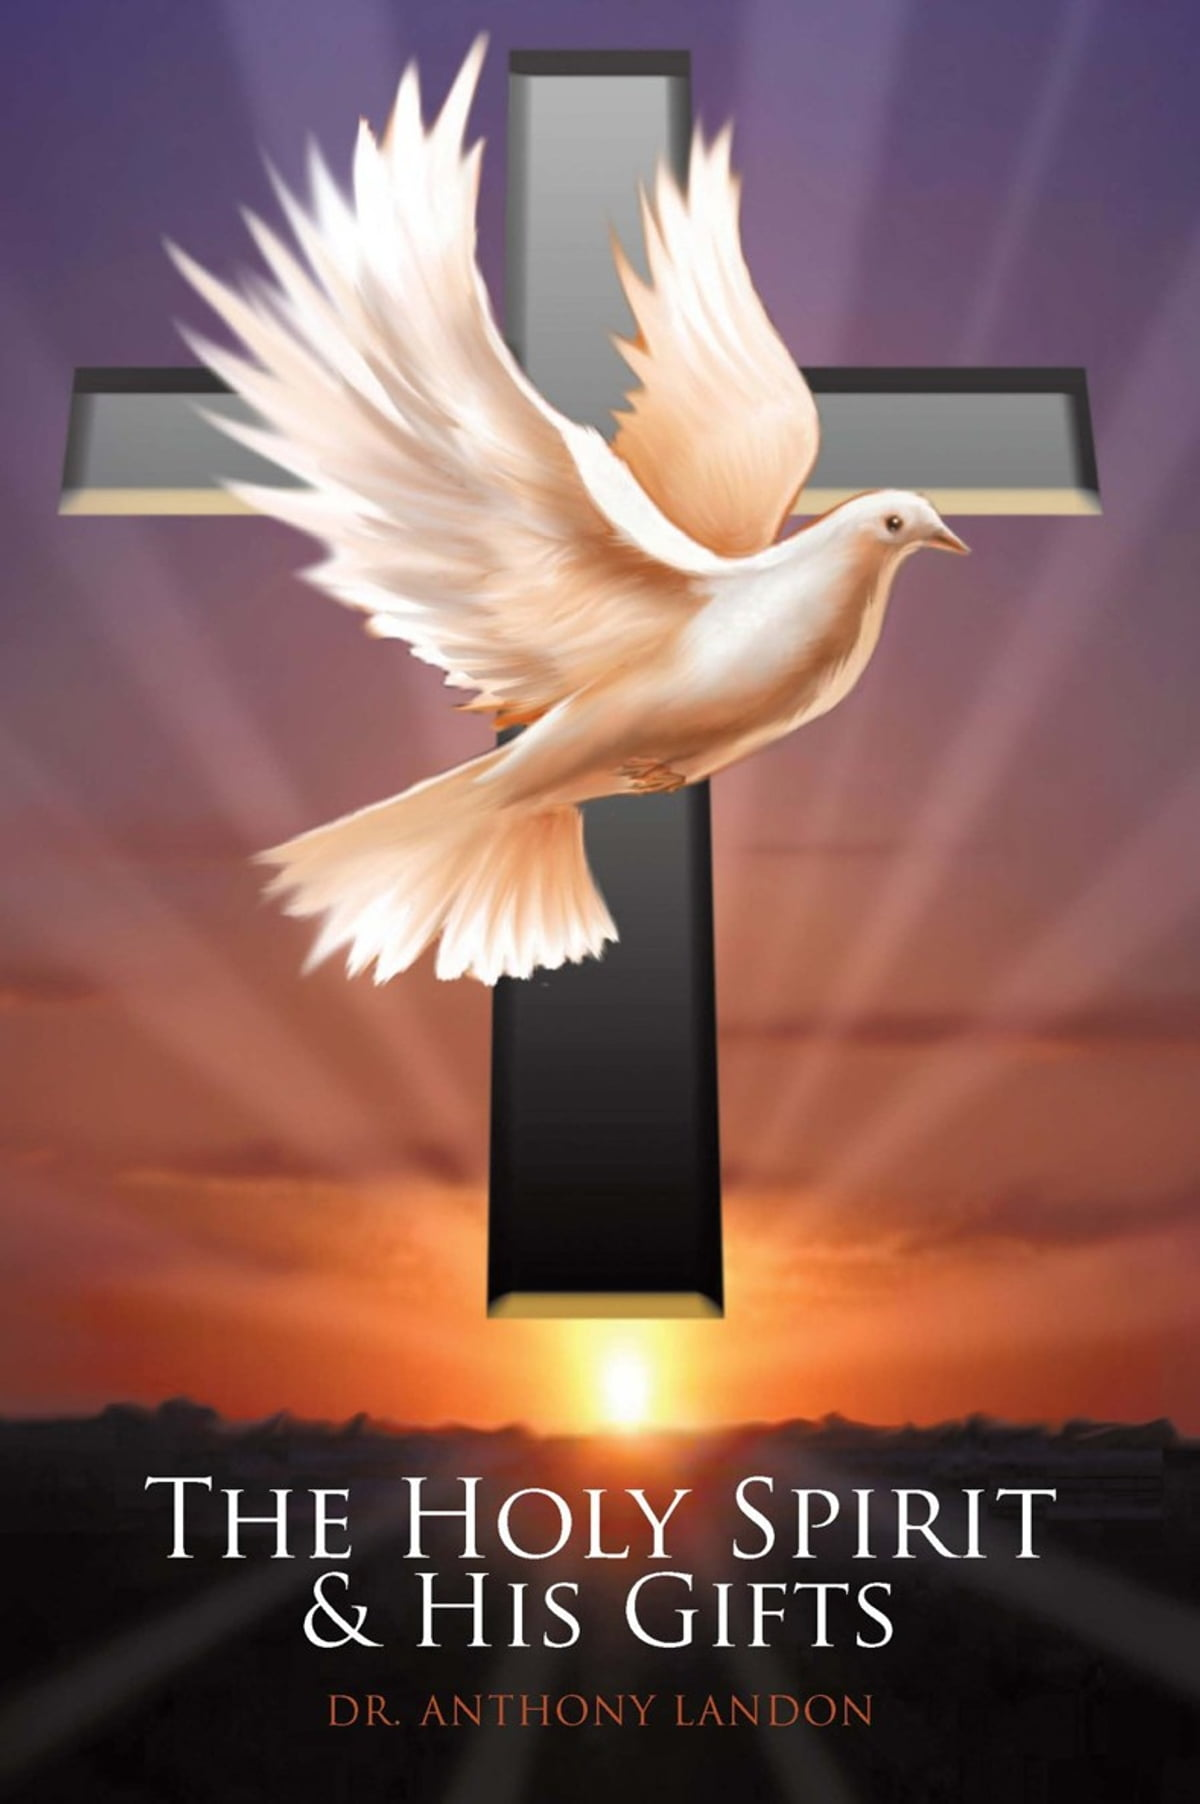 THE HOLY SPIRIT
& HIS GIFTS
DR. ANTHONY LANDON